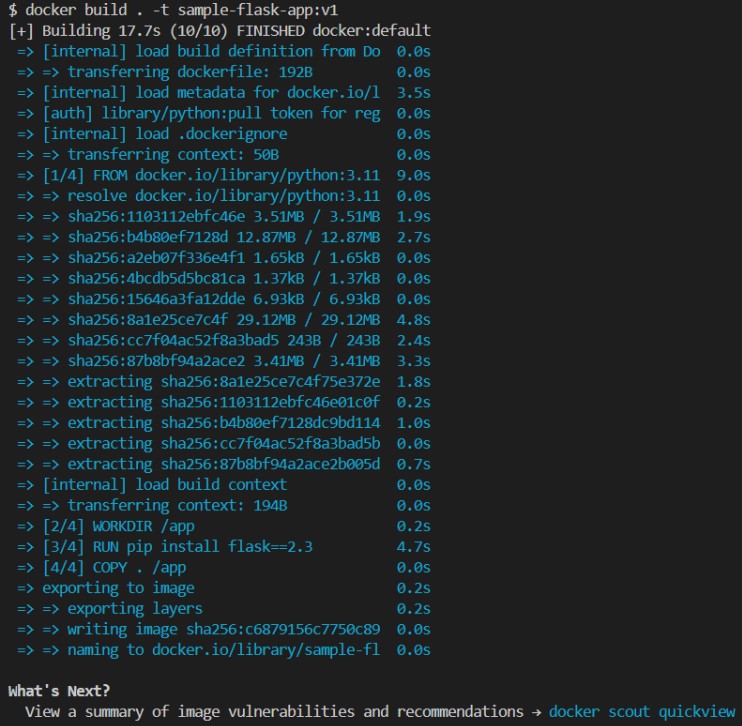 $ docker build . -t sample-flask-app:v1
[+] Building 17.7s (10/10) FINISHED docker:default
=> [internal] load build definition from Do 0.0s
=> => transferring dockerfile: 192B 0.0s
=> [internal] load metadata for docker.io/l 3.5s
=> [auth] library/python:pull token for reg 0.0s
=> [internal] load .dockerignore 0.0s
=> => transferring context: 50B 0.0s
=> [1/4] FROM docker.io/library/python:3.11 9.0s
=> => resolve docker.io/library/python:3.11 0.0s
=> => sha256:1103112ebfc46e 3.51MB / 3.51MB 1.9s
=> => sha256:b4b80ef7128d 12.87MB / 12.87MB 2.7s
=> => sha256:a2eb07f336e4f1 1.65kB / 1.65kB 0.0s
=> => sha256:4bcdb5d5bc81ca 1.37kB / 1.37kB 0.0s
=> => sha256:15646a3fa12dde 6.93kB / 6.93kB 0.0s
=> => sha256:8a1e25ce7c4f 29.12MB / 29.12MB 4.8s
=> => sha256:cc7f04ac52f8a3bad5 243B / 243B 2.4s
=> => sha256:87b8bf94a2ace2 3.41MB / 3.41MB 3.3s
=> => extracting sha256:8a1e25ce7c4f75e372e 1.8s
=> => extracting sha256:1103112ebfc46e01c0f 0.2s
=> => extracting sha256:b4b80ef7128dc9bd114 1.0s
=> => extracting sha256:cc7f04ac52f8a3bad5b 0.0s
=> => extracting sha256:87b8bf94a2ace2b005d 0.7s
=> [internal] load build context 0.0s
=> => transferring context: 194B 0.0s
=> [2/4] WORKDIR /app 0.2s
=> [3/4] RUN pip install flask==2.3 4.7s
=> [4/4] COPY . /app 0.0s
=> exporting to image 0.2s
=> => exporting layers 0.2s
=> => writing image sha256:c6879156c7750c89 0.0s
=> => naming to docker.io/library/sample-fl 0.0s
What's Next?
View a summary of image vulnerabilities and recommendations → docker scout quickview